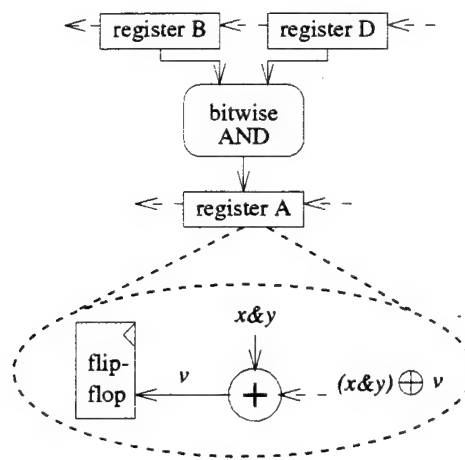 register B
register D
bitwise
AND
register A
x&y
flip-
flop
v
+
(x&y) ⊕ v